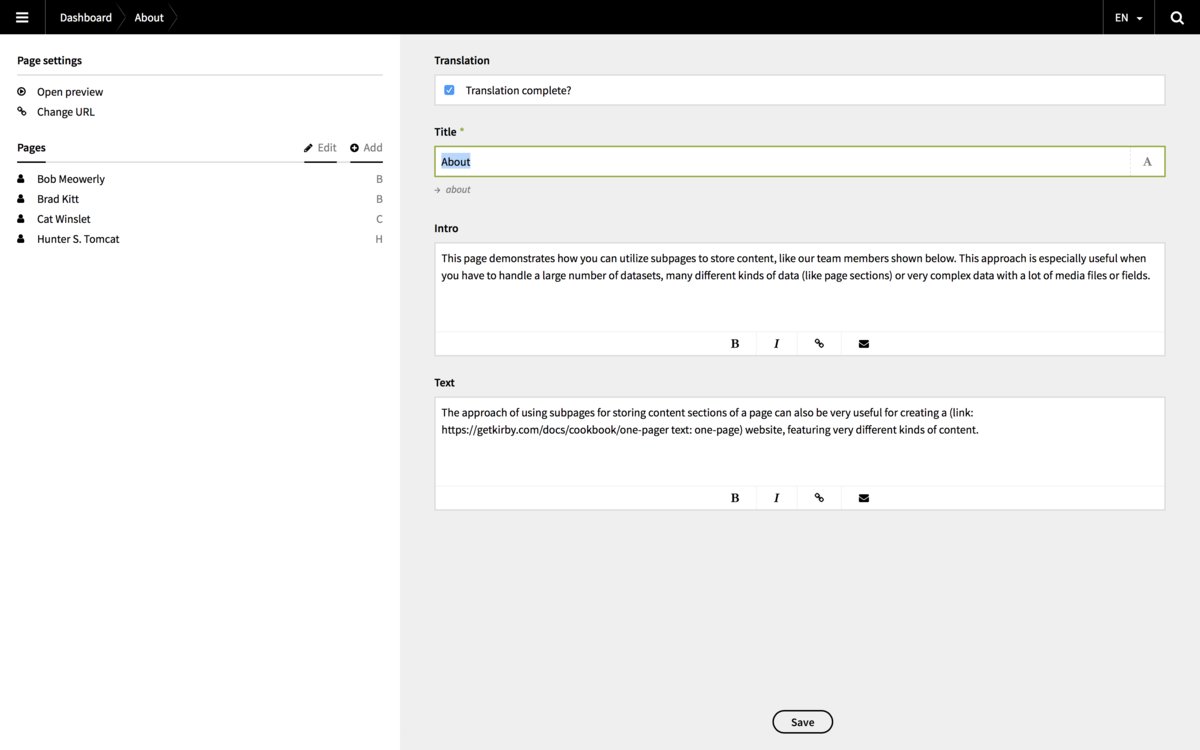 Dashboard About EN
Page settings
Open preview
Change URL
Pages Edit Add
Bob Meowerly B
Brad Kitt B
Cat Winslet C
Hunter S. Tomcat H
Translation
Translation complete?
Title *
About A
→ about
Intro
This page demonstrates how you can utilize subpages to store content, like our team members shown below. This approach is especially useful when
you have to handle a large number of datasets, many different kinds of data (like page sections) or very complex data with a lot of media files or fields.
B I
Text
The approach of using subpages for storing content sections of a page can also be very useful for creating a (link:
https://getkirby.com/docs/cookbook/one-pager text: one-page) website, featuring very different kinds of content.
B I
Save